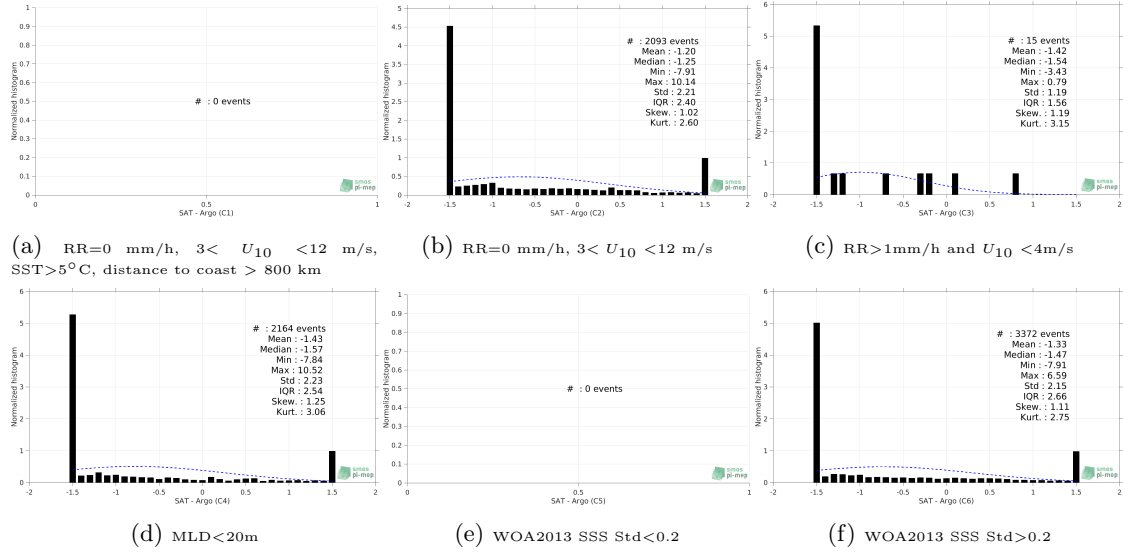 1
0.9
0.8
0.7
0.6
0.5
0.4
0.3
0.2
0.1
0
Normalized histogram
# : 0 events
smos
pi-mep
0 0.5 1
SAT - Argo (C1)
(a) RR=0 mm/h, 3< U10 <12 m/s,
SST>5°C, distance to coast > 800 km
5
4.5
4
3.5
3
2.5
2
1.5
1
0.5
0
Normalized histogram
# : 2093 events
Mean : -1.20
Median : -1.25
Min : -7.91
Max : 10.14
Std : 2.21
IQR : 2.40
Skew. : 1.02
Kurt. : 2.60
smos
pi-mep
-2 -1.5 -1 -0.5 0 0.5 1 1.5 2
SAT - Argo (C2)
(b) RR=0 mm/h, 3< U10 <12 m/s
6
5
4
3
2
1
0
Normalized histogram
# : 15 events
Mean : -1.42
Median : -1.54
Min : -3.43
Max : 0.79
Std : 1.19
IQR : 1.56
Skew. : 1.19
Kurt. : 3.15
smos
pi-mep
-2 -1.5 -1 -0.5 0 0.5 1 1.5 2
SAT - Argo (C3)
(c) RR>1mm/h and U10 <4m/s
6
5
4
3
2
1
0
Normalized histogram
# : 2164 events
Mean : -1.43
Median : -1.57
Min : -7.84
Max : 10.52
Std : 2.23
IQR : 2.54
Skew. : 1.25
Kurt. : 3.06
smos
pi-mep
-2 -1.5 -1 -0.5 0 0.5 1 1.5 2
SAT - Argo (C4)
(d) MLD<20m
1
0.9
0.8
0.7
0.6
0.5
0.4
0.3
0.2
0.1
0
Normalized histogram
# : 0 events
smos
pi-mep
0 0.5 1
SAT - Argo (C5)
(e) WOA2013 SSS Std<0.2
6
5
4
3
2
1
0
Normalized histogram
# : 3372 events
Mean : -1.33
Median : -1.47
Min : -7.91
Max : 6.59
Std : 2.15
IQR : 2.66
Skew. : 1.11
Kurt. : 2.75
smos
pi-mep
-2 -1.5 -1 -0.5 0 0.5 1 1.5 2
SAT - Argo (C6)
(f) WOA2013 SSS Std>0.2